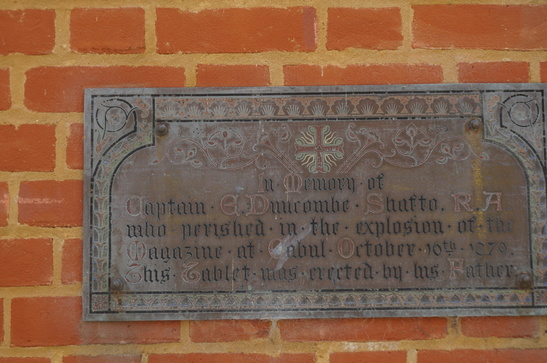 In Memory of
Captain. E. Duncombe. Shafto. R. A
who perished in the explosion of the
Magazine at Cabul October 16th 1879.
This Tablet was erected by his Father